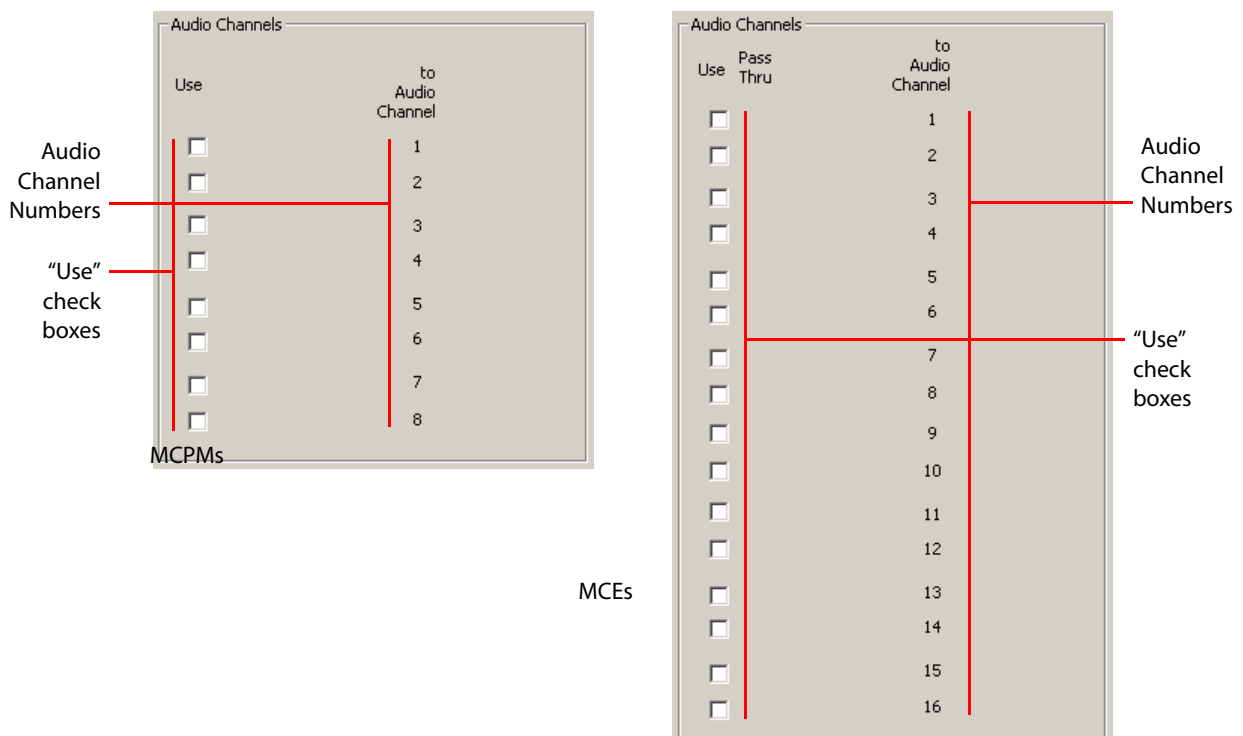 Audio Channels
Use
to
Audio
Channel
1
2
3
4
5
6
7
8
Audio
Channel
Numbers
“Use”
check
boxes
MCPMs
Audio Channels
Use
Pass
Thru
to
Audio
Channel
1
2
3
4
5
6
7
8
9
10
11
12
13
14
15
16
Audio
Channel
Numbers
“Use”
check
boxes
MCEs